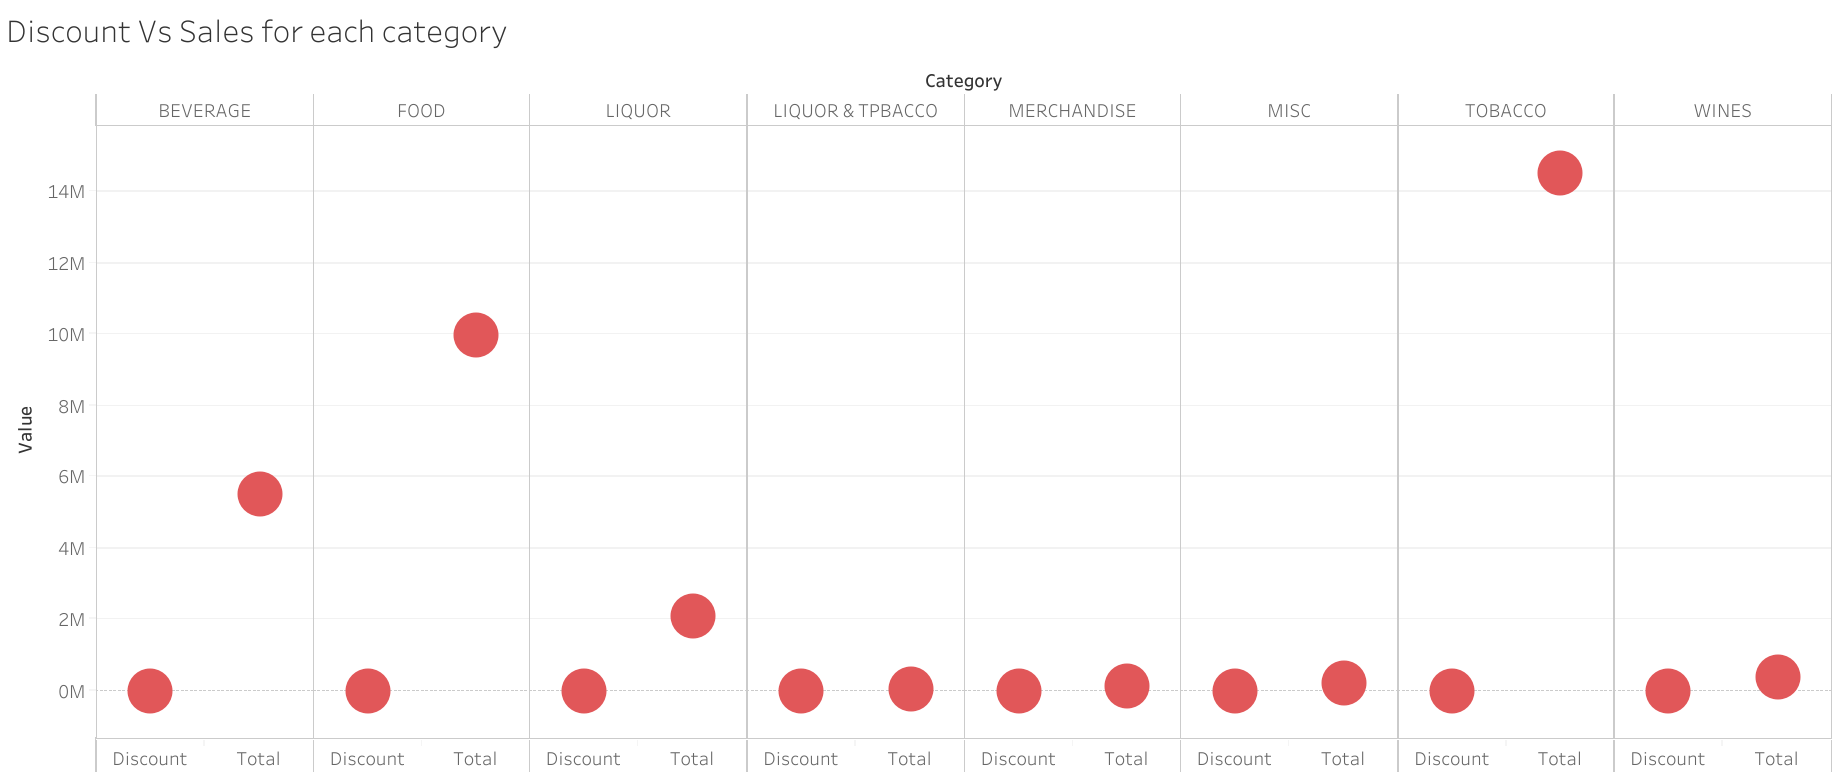 Discount Vs Sales for each category
Category
BEVERAGE FOOD LIQUOR LIQUOR & TPBACCO MERCHANDISE MISC TOBACCO WINES
14M
12M
10M
8M
6M
4M
2M
0M
Value
Discount Total Discount Total Discount Total Discount Total Discount Total Discount Total Discount Total Discount Total